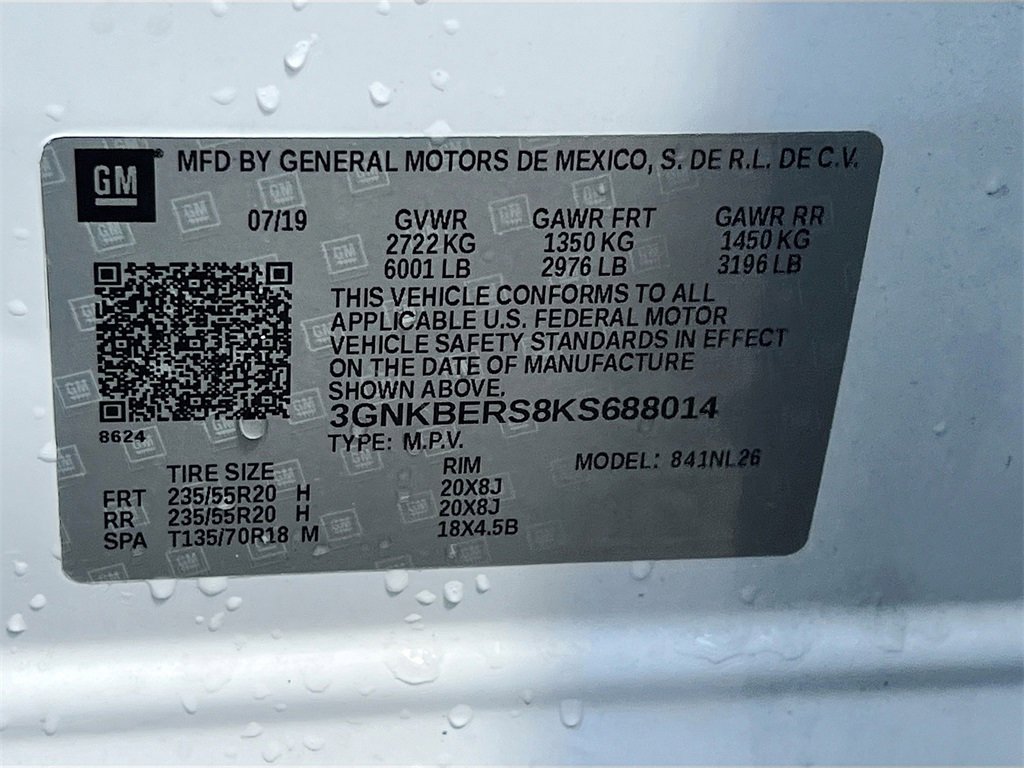 GM MFD BY GENERAL MOTORS DE MEXICO, S. DE R.L. DE C.V.
07/19 GVWR GAWR FRT GAWR RR
2722 KG 1350 KG 1450 KG
6001 LB 2976 LB 3196 LB
THIS VEHICLE CONFORMS TO ALL
APPLICABLE U.S. FEDERAL MOTOR
VEHICLE SAFETY STANDARDS IN EFFECT
ON THE DATE OF MANUFACTURE
SHOWN ABOVE.
3GNKBERS8KS688014
8624
TYPE: M.P.V.
MODEL: 841NL26
TIRE SIZE RIM
FRT 235/55R20 H 20X8J
RR 235/55R20 H 20X8J
SPA T135/70R18 M 18X4.5B